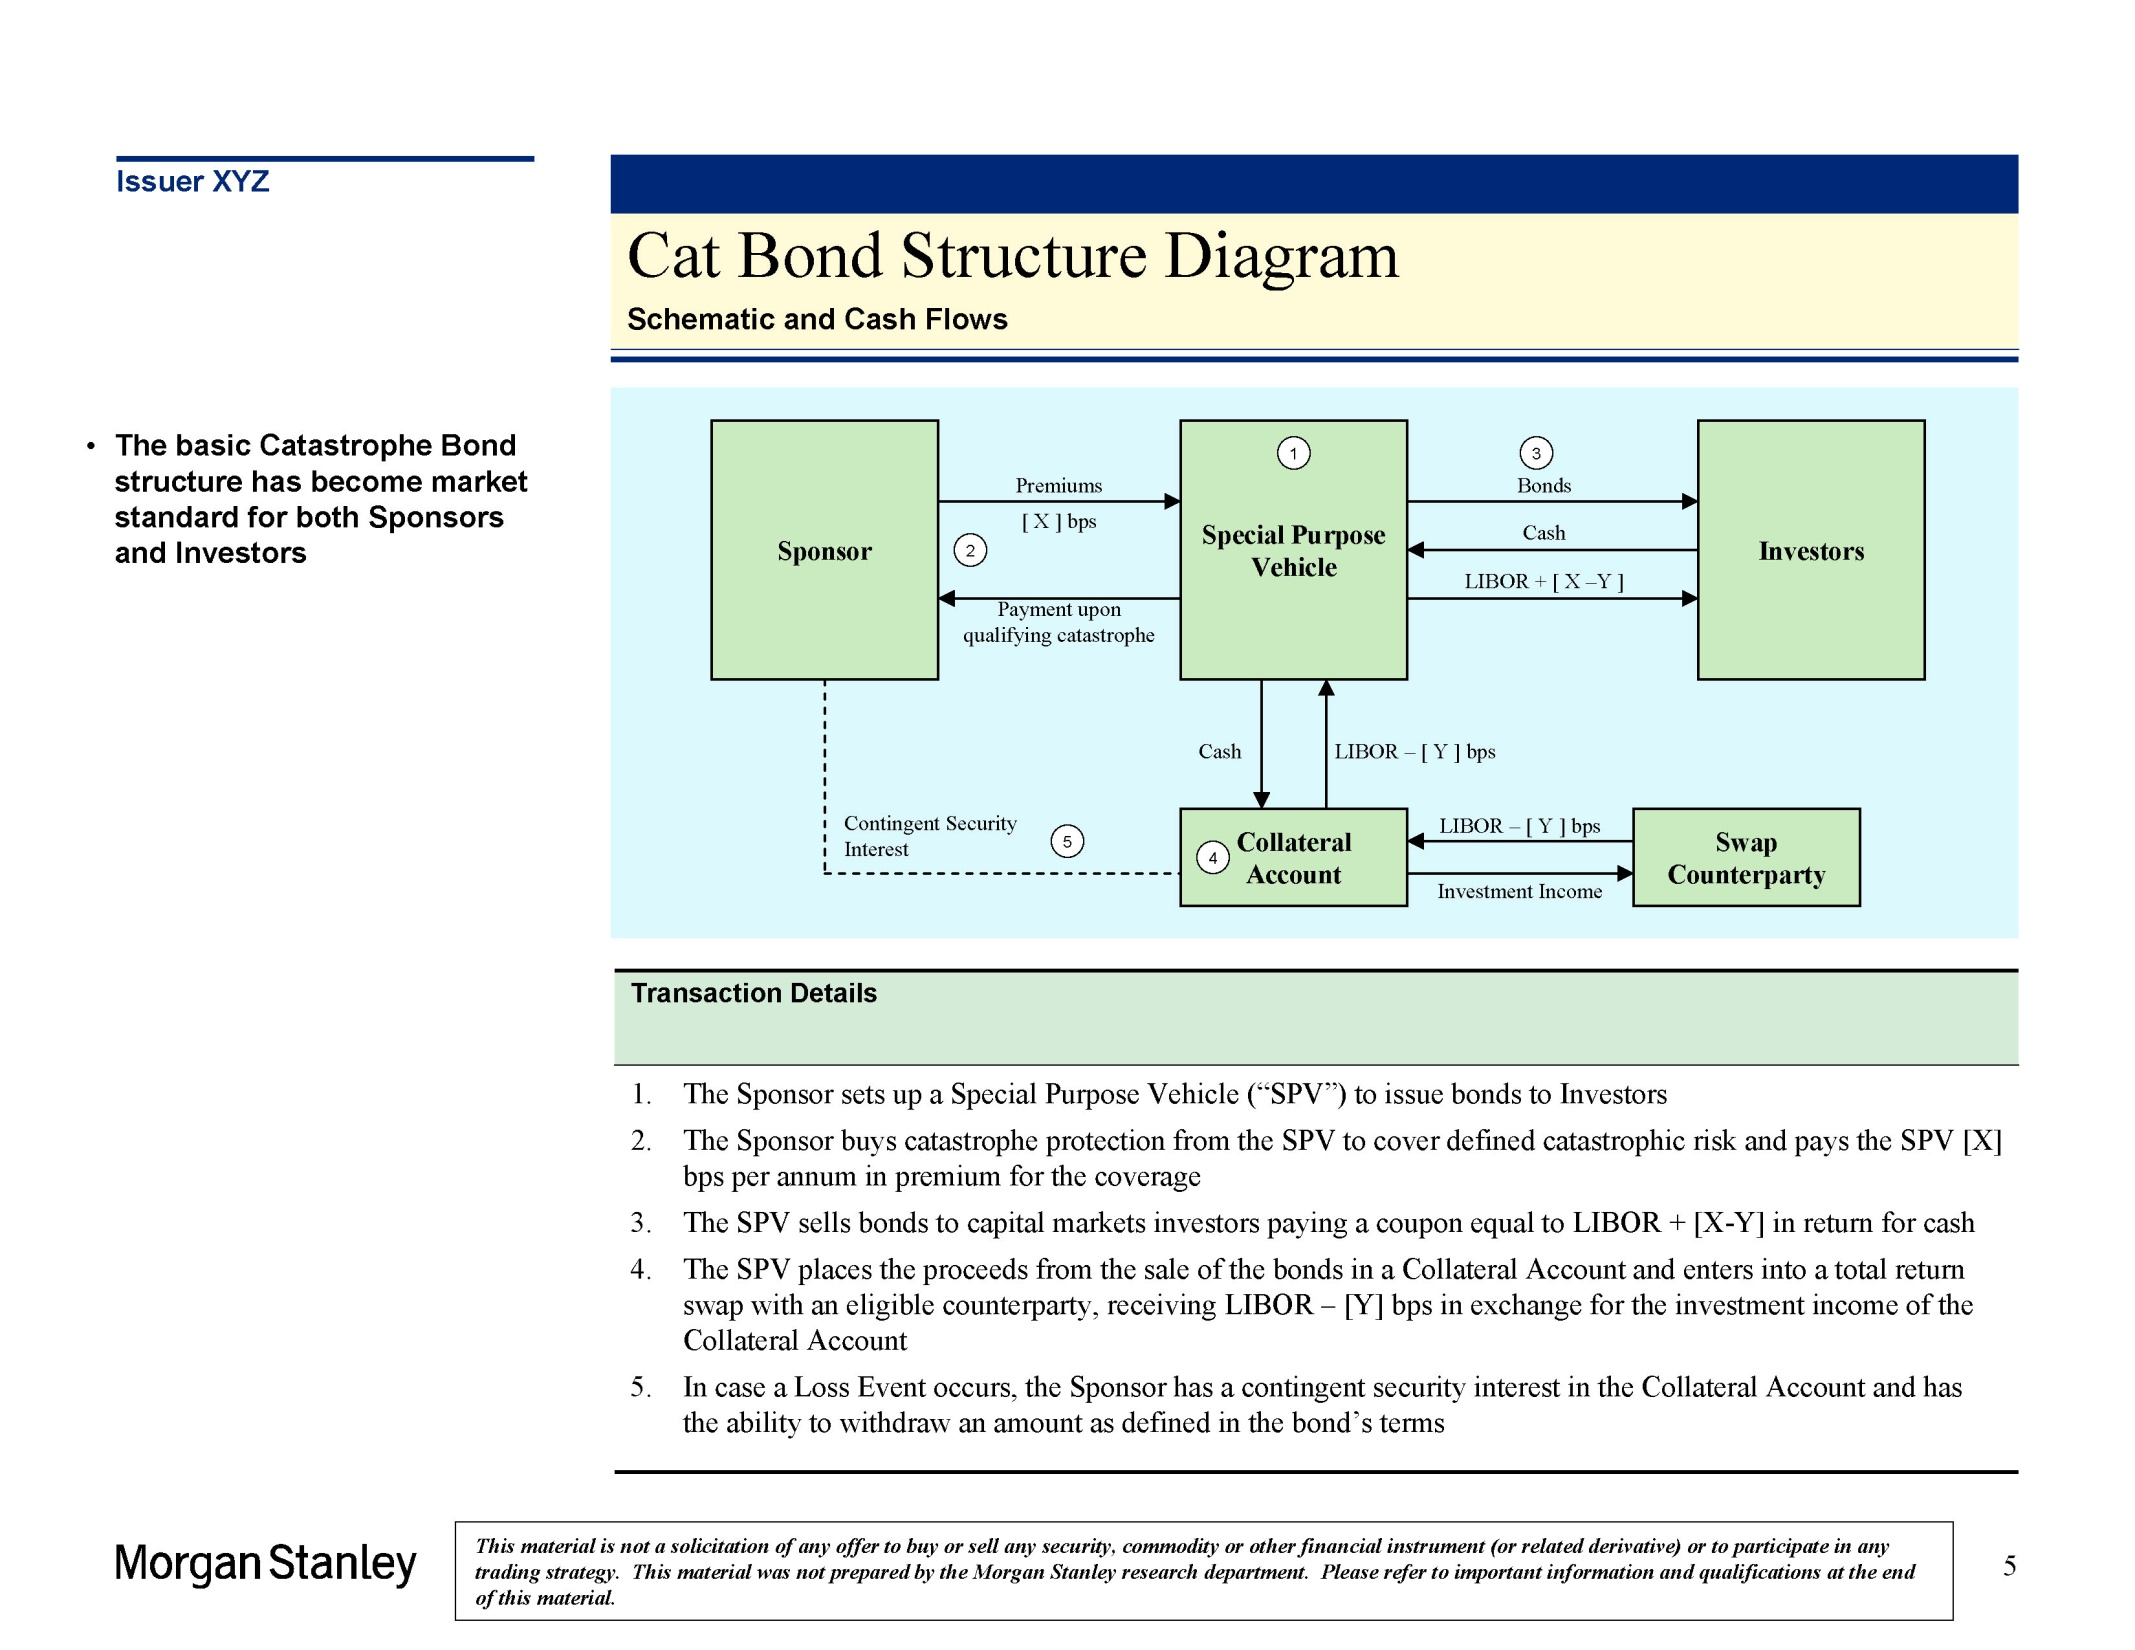 Issuer XYZ
Cat Bond Structure Diagram
Schematic and Cash Flows
• The basic Catastrophe Bond
structure has become market
standard for both Sponsors
and Investors
Sponsor
Premiums
[ X ] bps
2
Payment upon
qualifying catastrophe
1
Special Purpose
Vehicle
3
Bonds
Cash
LIBOR + [ X –Y ]
Investors
Cash
LIBOR – [ Y ] bps
Contingent Security
Interest
5
4
Collateral
Account
LIBOR – [ Y ] bps
Investment Income
Swap
Counterparty
Transaction Details
1. The Sponsor sets up a Special Purpose Vehicle (“SPV”) to issue bonds to Investors
2. The Sponsor buys catastrophe protection from the SPV to cover defined catastrophic risk and pays the SPV [X]
bps per annum in premium for the coverage
3. The SPV sells bonds to capital markets investors paying a coupon equal to LIBOR + [X-Y] in return for cash
4. The SPV places the proceeds from the sale of the bonds in a Collateral Account and enters into a total return
swap with an eligible counterparty, receiving LIBOR – [Y] bps in exchange for the investment income of the
Collateral Account
5. In case a Loss Event occurs, the Sponsor has a contingent security interest in the Collateral Account and has
the ability to withdraw an amount as defined in the bond’s terms
Morgan Stanley
This material is not a solicitation of any offer to buy or sell any security, commodity or other financial instrument (or related derivative) or to participate in any
trading strategy. This material was not prepared by the Morgan Stanley research department. Please refer to important information and qualifications at the end
of this material.
5